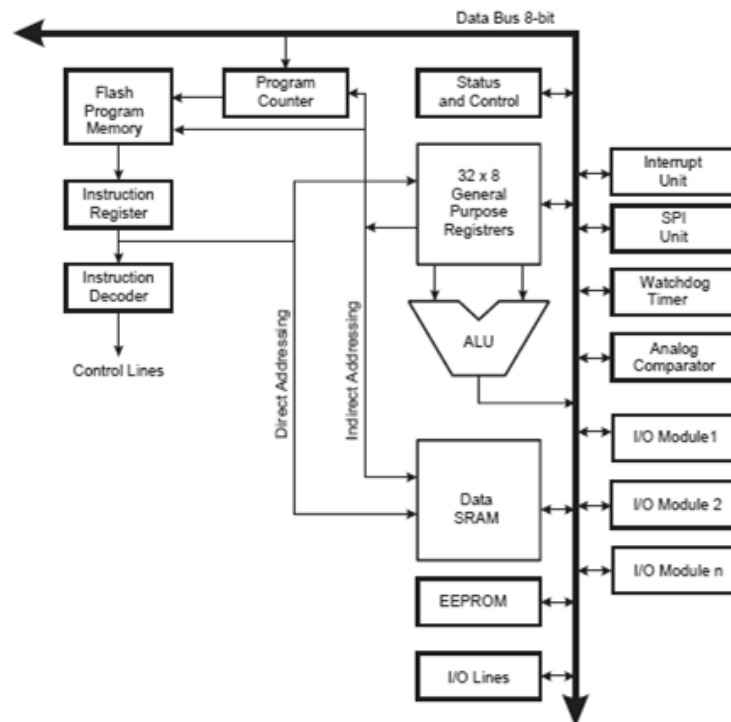 Data Bus 8-bit
Flash
Program
Memory
Program
Counter
Status
and Control
32 x 8
General
Purpose
Registrers
Interrupt
Unit
Instruction
Register
SPI
Unit
Instruction
Decoder
Watchdog
Timer
ALU
Analog
Comparator
Control Lines
Direct Addressing
Indirect Addressing
I/O Module1
Data
SRAM
I/O Module 2
I/O Module n
EEPROM
I/O Lines